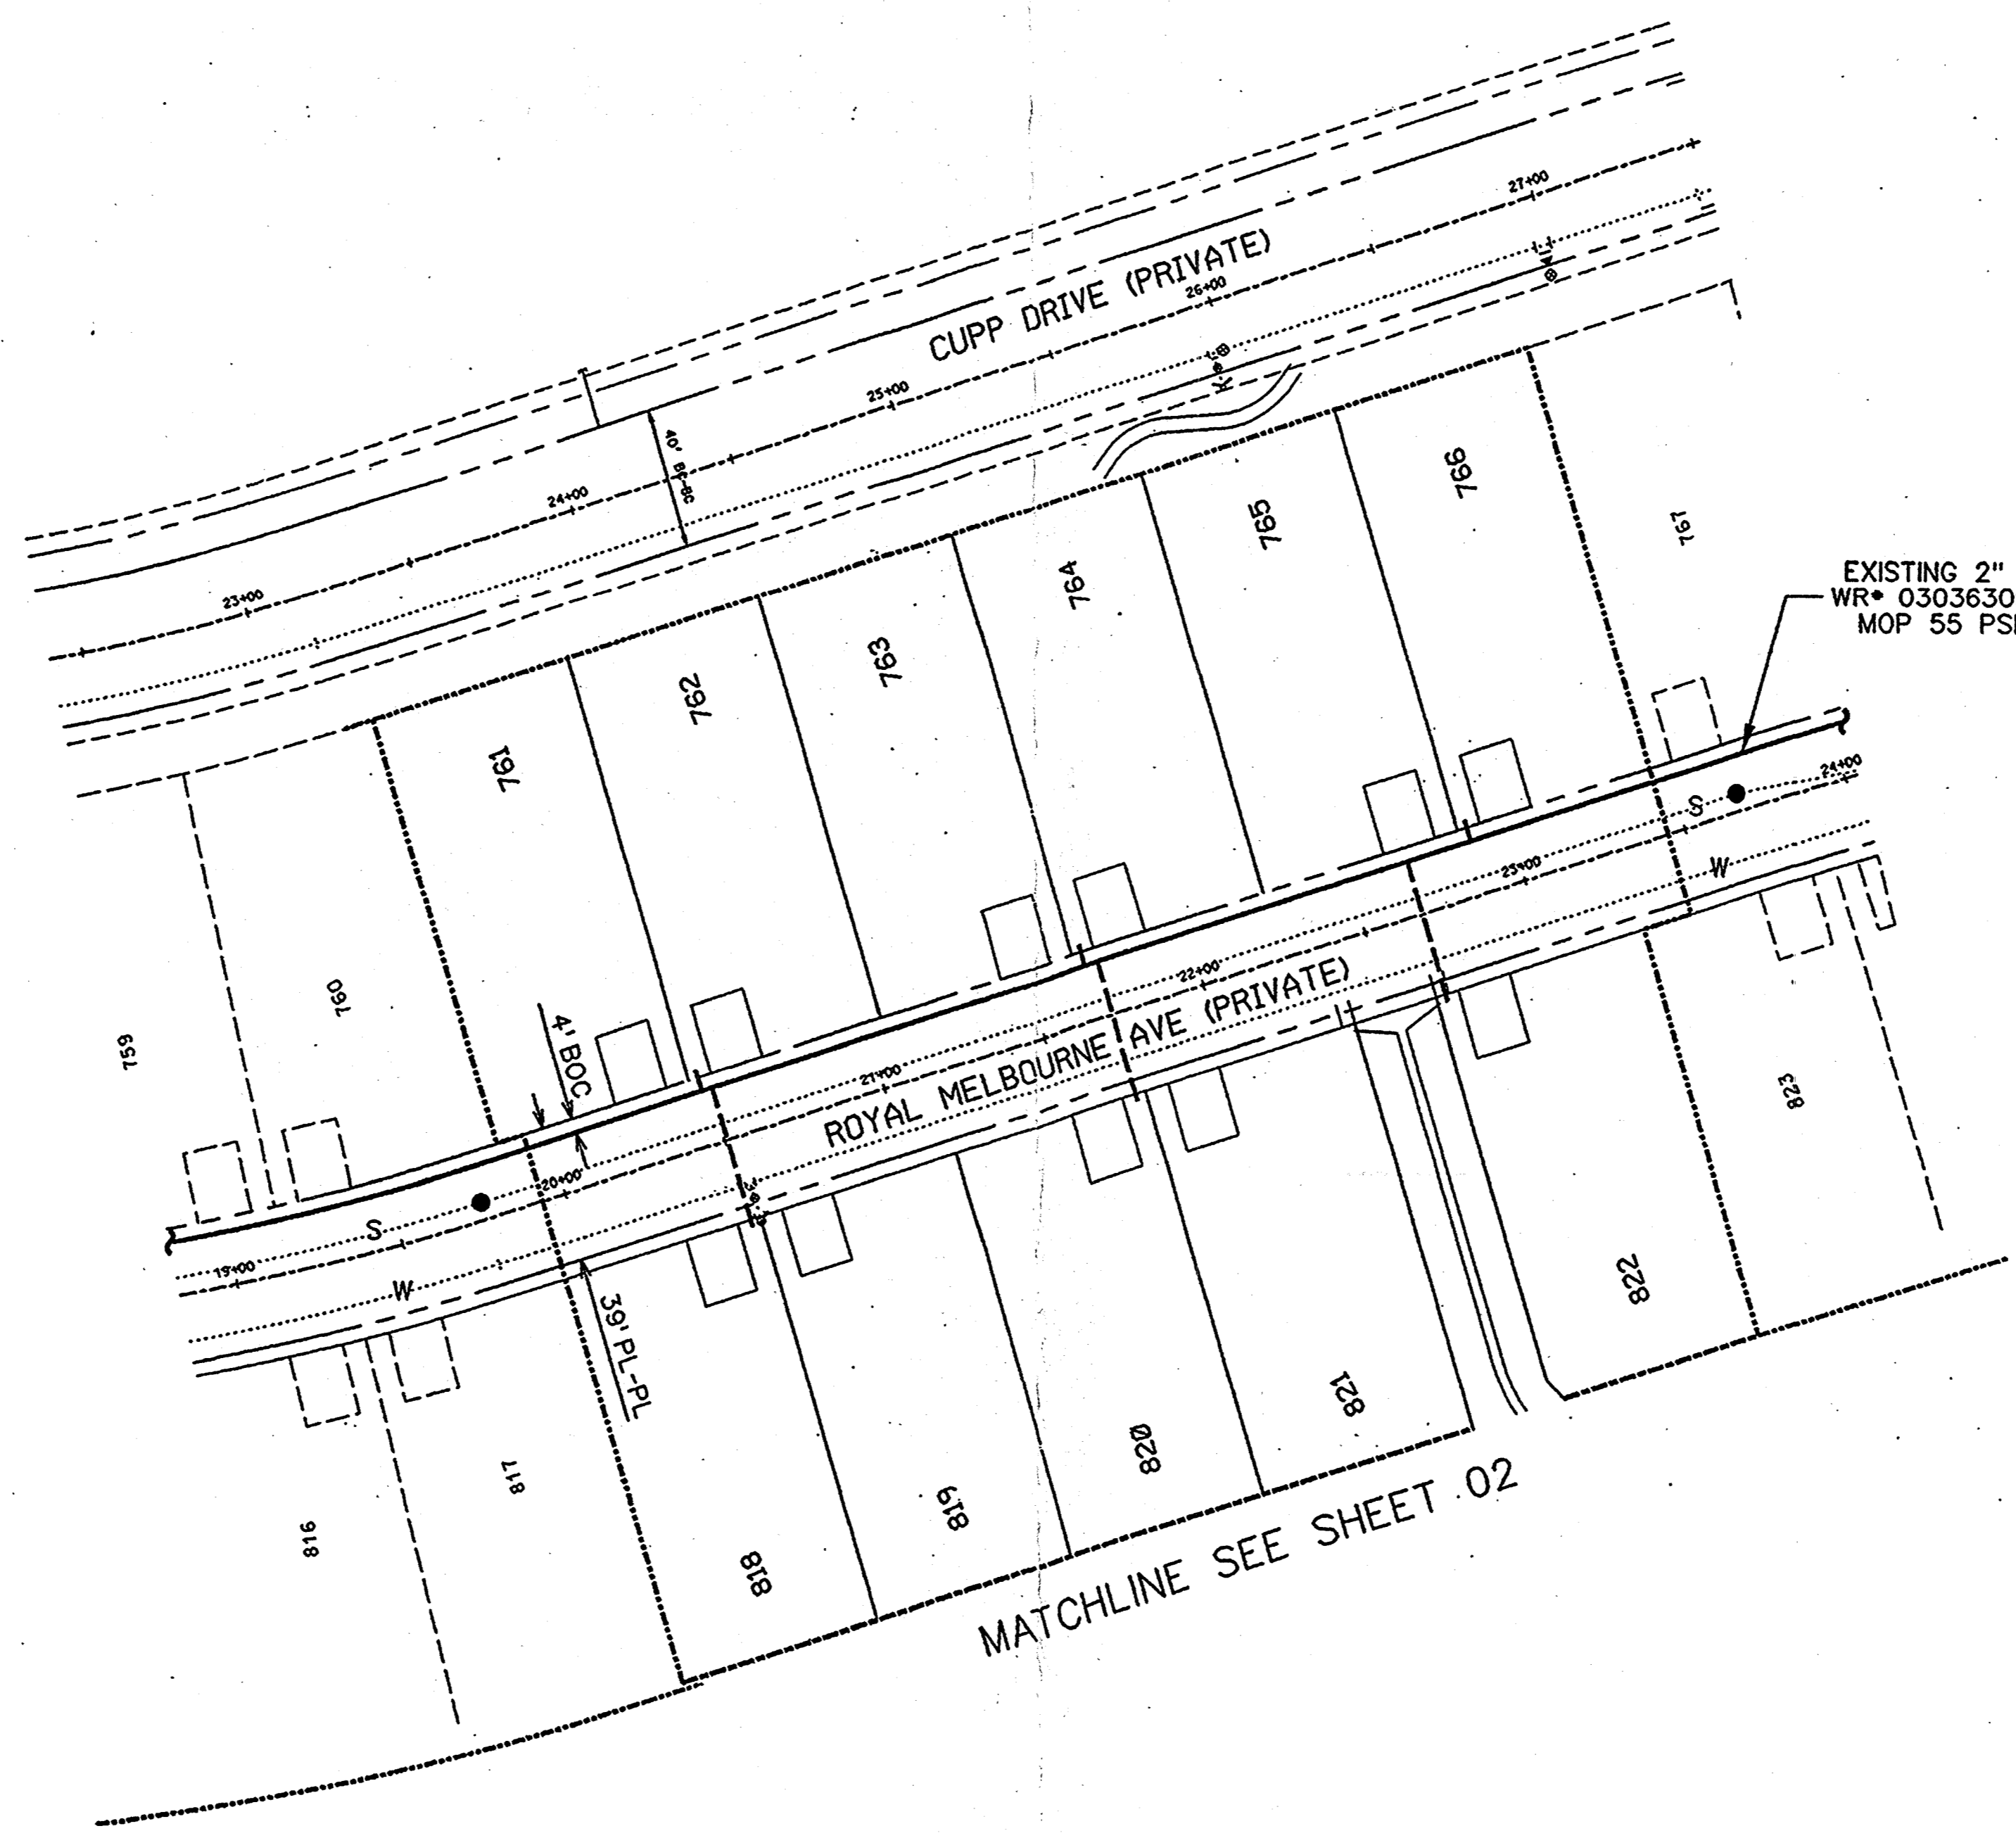 27+00
CUPP DRIVE (PRIVATE)
26+00
25+00
40' BC-BC
24+00
23+00
766
765
767
764
763
762
761
760
759
EXISTING 2"
WR# 0303630
MOP 55 PSI
24+00
S
W
23+00
22+00
21+00
20+00
19+00
ROYAL MELBOURNE AVE (PRIVATE)
4' BOC
S
W
39' PL-PL
823
822
821
820
819
818
817
816
MATCHLINE SEE SHEET 02